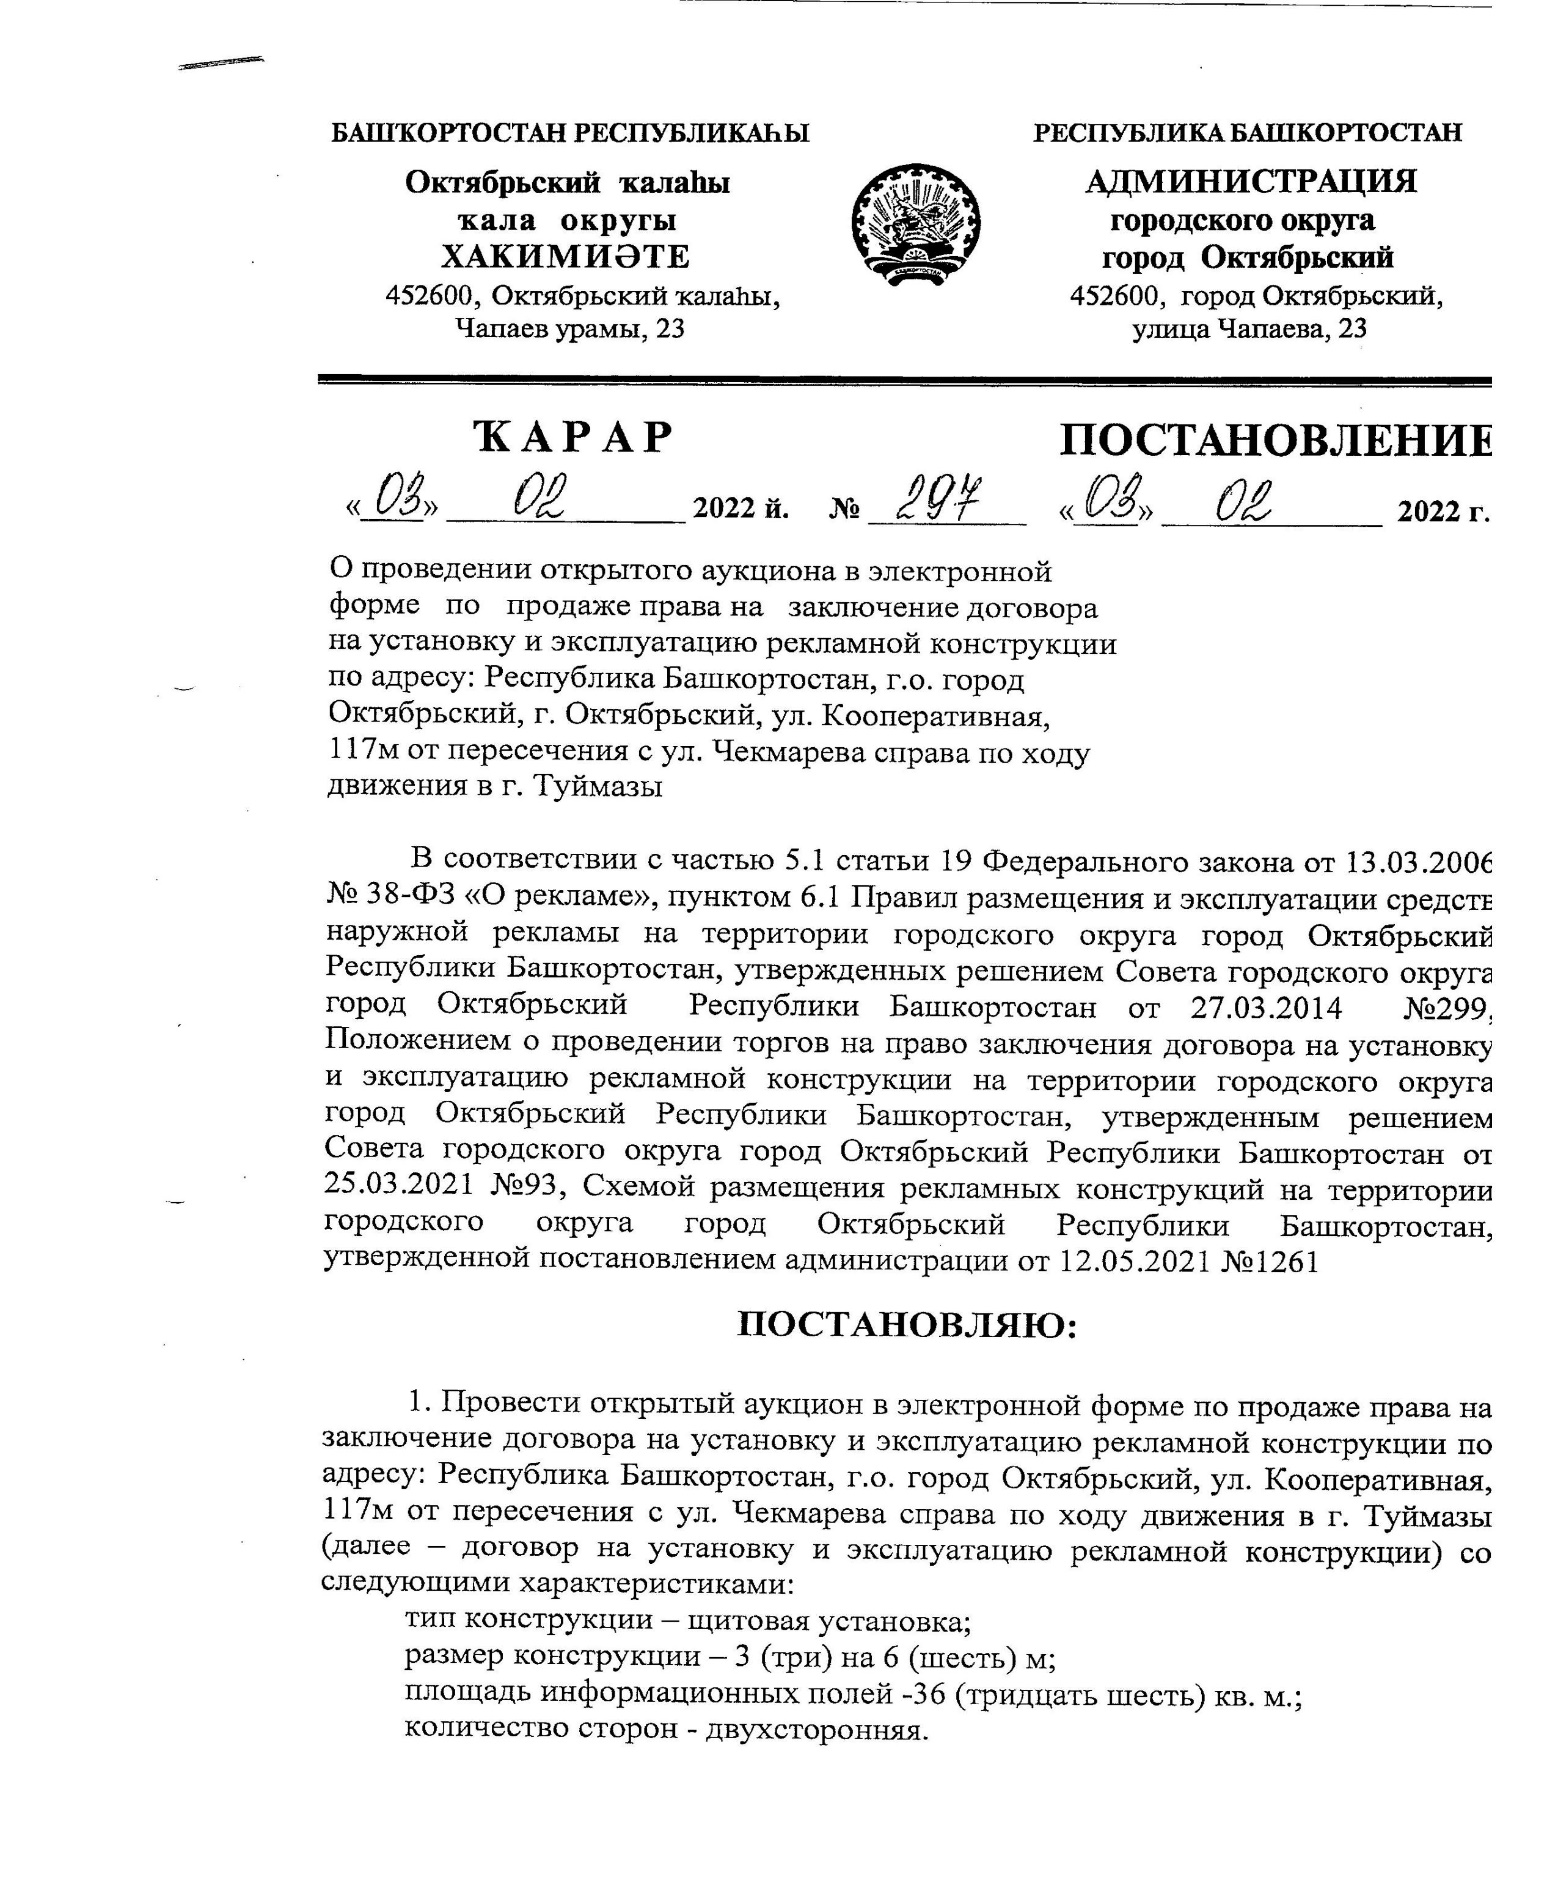 БАШҠОРТОСТАН РЕСПУБЛИКАҺЫ
Октябрьский ҡалаһы
ҡала округы
ХАКИМИӘТЕ
452600, Октябрьский ҡалаһы,
Чапаев урамы, 23
РЕСПУБЛИКА БАШКОРТОСТАН
АДМИНИСТРАЦИЯ
городского округа
город Октябрьский
452600, город Октябрьский,
улица Чапаева, 23
БАШКОРТОСТАН
ҠАРАР
ПОСТАНОВЛЕНИЕ
«03» 02 2022 й. № 297 «03» 02 2022 г.
О проведении открытого аукциона в электронной
форме по продаже права на заключение договора
на установку и эксплуатацию рекламной конструкции
по адресу: Республика Башкортостан, г.о. город
Октябрьский, г. Октябрьский, ул. Кооперативная,
117м от пересечения с ул. Чекмарева справа по ходу
движения в г. Туймазы
В соответствии с частью 5.1 статьи 19 Федерального закона от 13.03.2006
№ 38-ФЗ «О рекламе», пунктом 6.1 Правил размещения и эксплуатации средств
наружной рекламы на территории городского округа город Октябрьский
Республики Башкортостан, утвержденных решением Совета городского округа
город Октябрьский Республики Башкортостан от 27.03.2014 №299,
Положением о проведении торгов на право заключения договора на установку
и эксплуатацию рекламной конструкции на территории городского округа
город Октябрьский Республики Башкортостан, утвержденным решением
Совета городского округа город Октябрьский Республики Башкортостан от
25.03.2021 №93, Схемой размещения рекламных конструкций на территории
городского округа город Октябрьский Республики Башкортостан,
утвержденной постановлением администрации от 12.05.2021 №1261
ПОСТАНОВЛЯЮ:
1. Провести открытый аукцион в электронной форме по продаже права на
заключение договора на установку и эксплуатацию рекламной конструкции по
адресу: Республика Башкортостан, г.о. город Октябрьский, ул. Кооперативная,
117м от пересечения с ул. Чекмарева справа по ходу движения в г. Туймазы
(далее – договор на установку и эксплуатацию рекламной конструкции) со
следующими характеристиками:
тип конструкции – щитовая установка;
размер конструкции – 3 (три) на 6 (шесть) м;
площадь информационных полей -36 (тридцать шесть) кв. м.;
количество сторон - двухсторонняя.